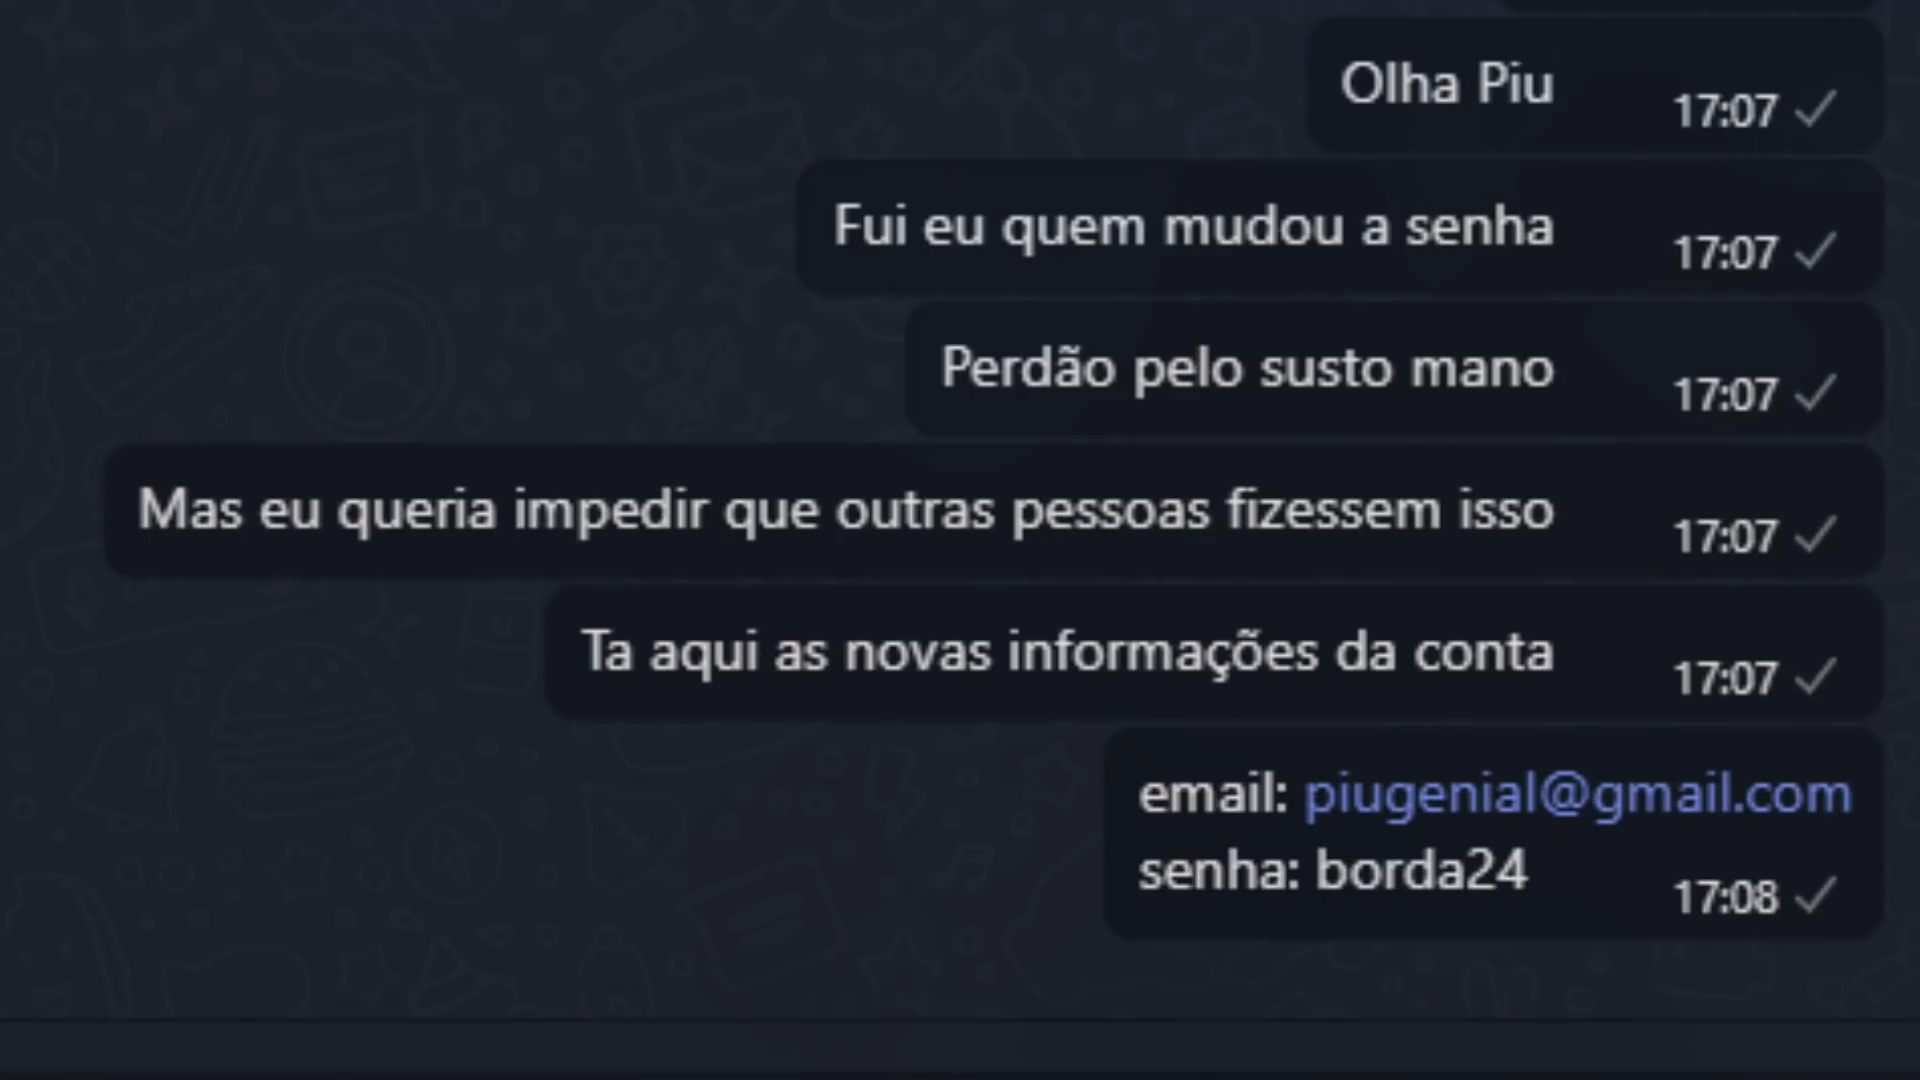 Olha Piu
17:07
Fui eu quem mudou a senha
17:07
Perdão pelo susto mano
17:07
Mas eu queria impedir que outras pessoas fizessem isso
17:07
Ta aqui as novas informações da conta
17:07
email: piugenial@gmail.com
senha: borda24
17:08